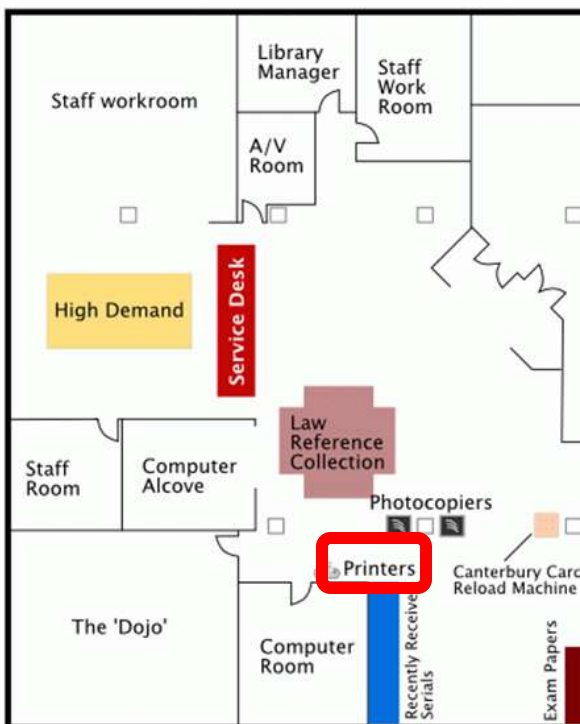 Library
Manager
Staff
Work
Room
Staff workroom
A/V
Room
Service Desk
High Demand
Law
Reference
Collection
Staff
Room
Computer
Alcove
Photocopiers
Printers
Canterbury Card
Reload Machine
The 'Dojo'
Computer
Room
Recently Receive
Serials
Exam Papers